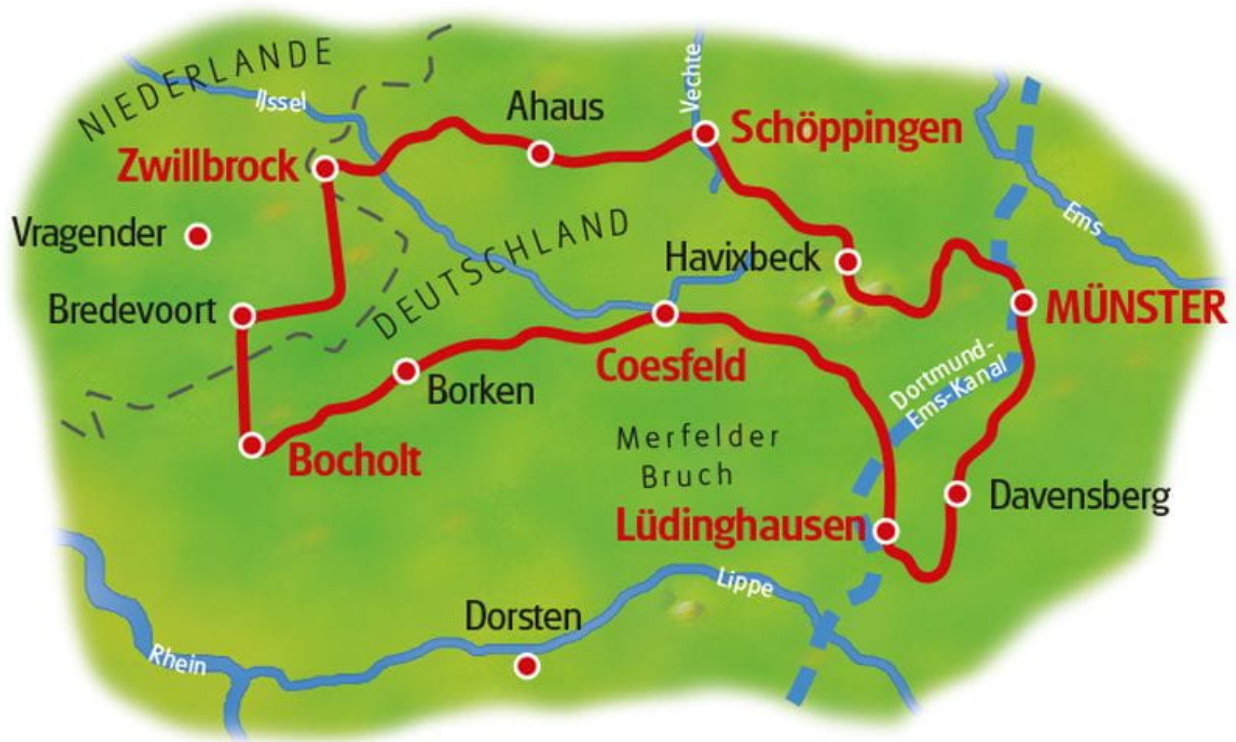 NIEDERLANDE
IJssel
Vechte
Ahaus
Schöppingen
Zwillbrock
Ems
Vragender
DEUTSCHLAND
Havixbeck
Bredevoort
MÜNSTER
Coesfeld
Dortmund-
Ems-Kanal
Borken
Merfelder
Bruch
Bocholt
Davensberg
Lüdinghausen
Lippe
Dorsten
Rhein